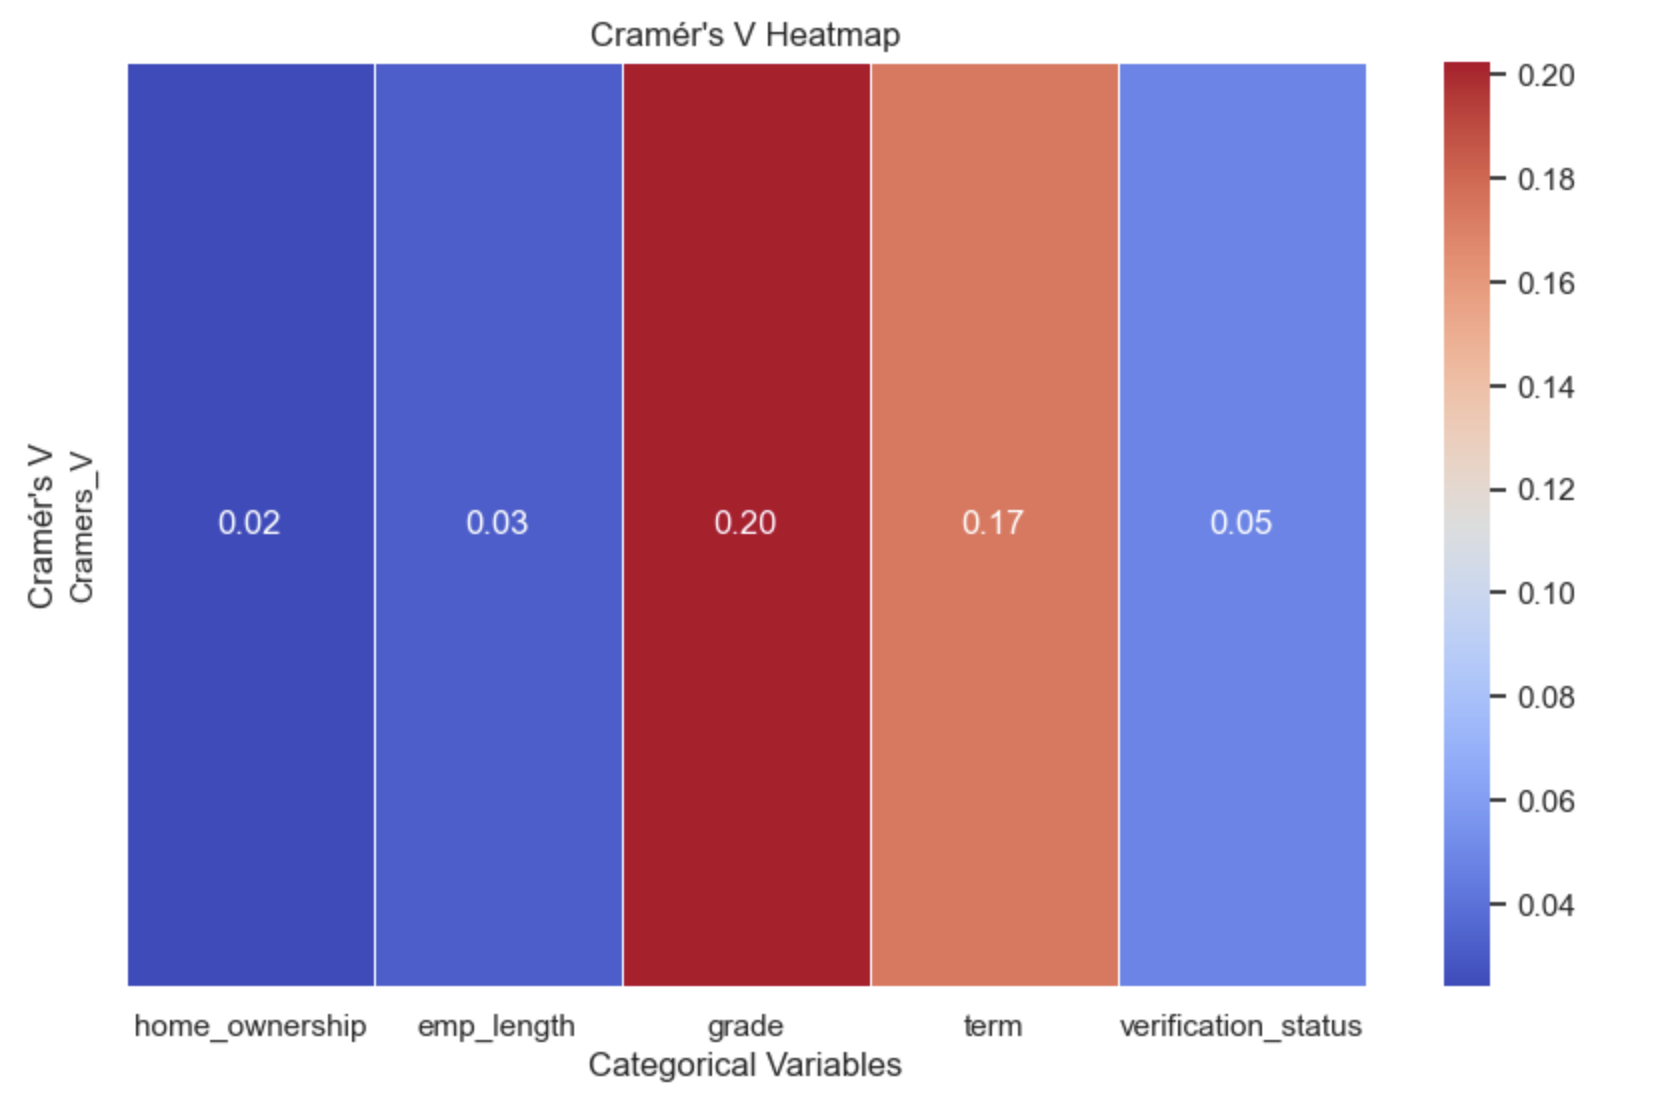 Cramér's V Heatmap
Cramér's V
Cramers_V
0.02
0.03
0.20
0.17
0.05
home_ownership
emp_length
grade
term
verification_status
Categorical Variables
0.20
0.18
0.16
0.14
0.12
0.10
0.08
0.06
0.04